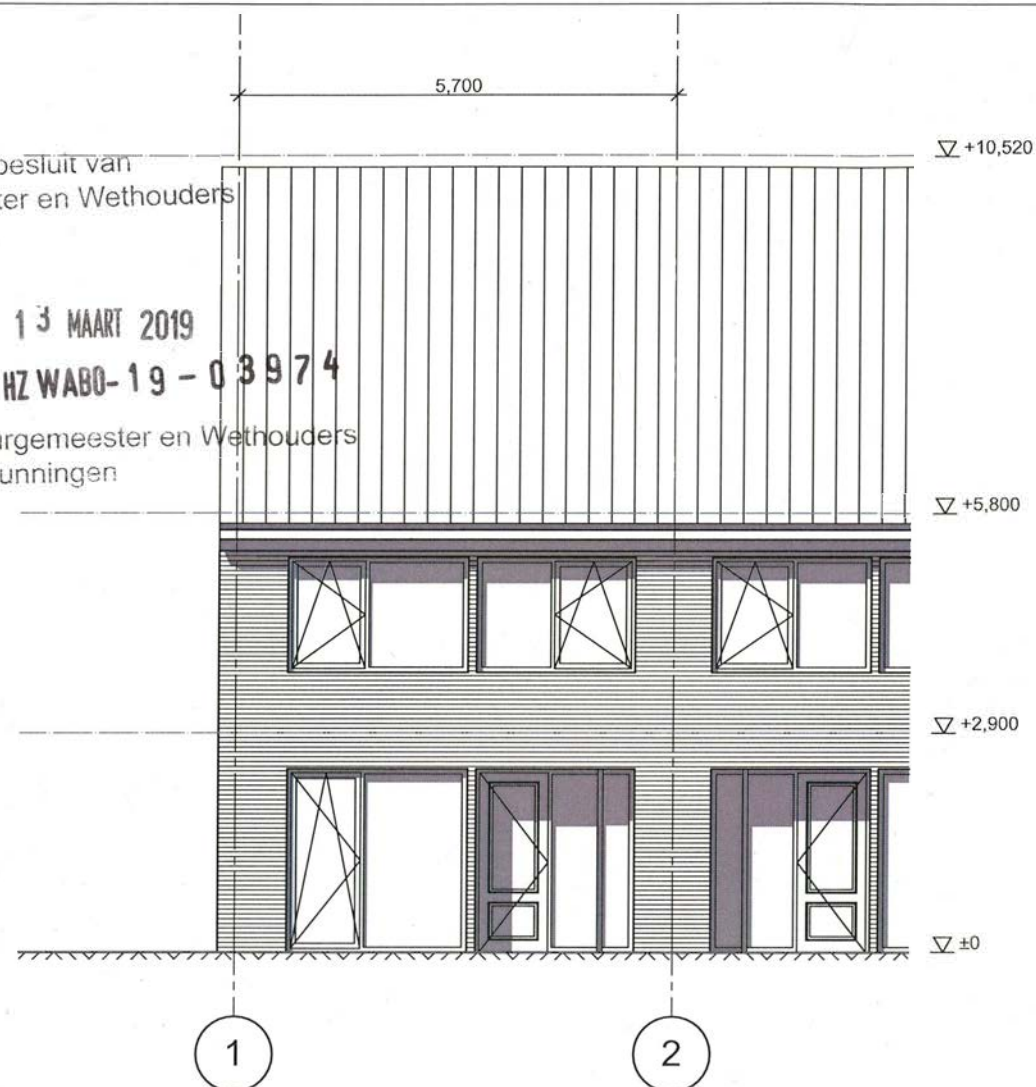 5,700
+10,520
besluit van
ter en Wethouders
13 MAART 2019
HZ WABO-19-03974
urgemeester en Wethouders
unningen
+5,800
+2,900
±0
1
2